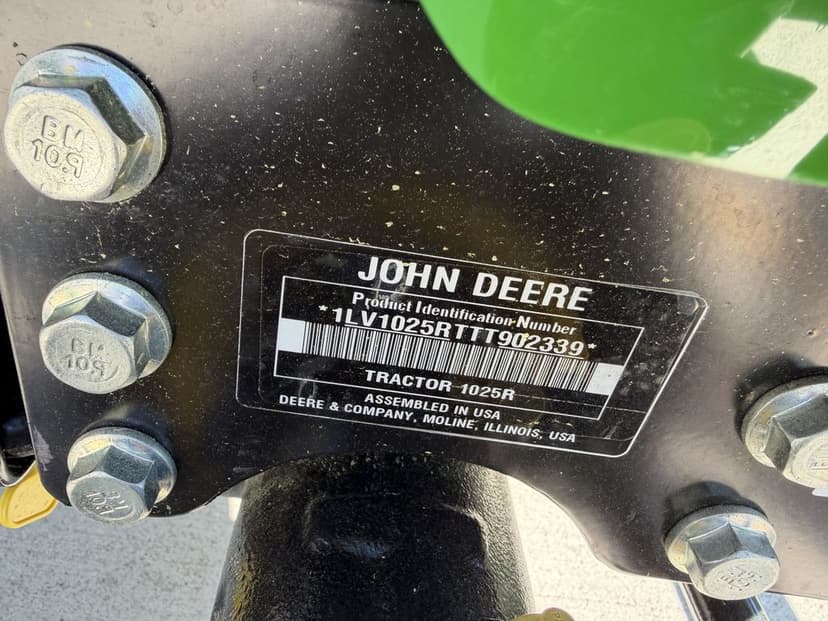 BM
10.9
BM
10.9
JOHN DEERE
Product Identification Number
*1LV1025RTTT902339*
TRACTOR 1025R
ASSEMBLED IN USA
DEERE & COMPANY, MOLINE, ILLINOIS, USA